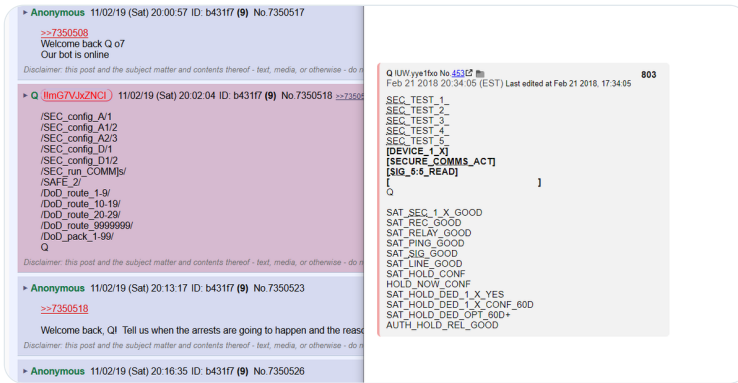 ▸ Anonymous 11/02/19 (Sat) 20:00:57 ID: b431f7 (9) No.7350517
>>7350508
Welcome back Q o7
Our bot is online
Disclaimer: this post and the subject matter and contents thereof - text, media, or otherwise - do n
▸ Q !!mG7VJxZNCI 11/02/19 (Sat) 20:02:04 ID: b431f7 (9) No.7350518 >>7350
/SEC_config_A/1
/SEC_config_A1/2
/SEC_config_A2/3
/SEC_config_D/1
/SEC_config_D1/2
/SEC_run_COMM]s/
/SAFE_2/
/DoD_route_1-9/
/DoD_route_10-19/
/DoD_route_20-29/
/DoD_route_9999999/
/DoD_pack_1-99/
Q
Disclaimer: this post and the subject matter and contents thereof - text, media, or otherwise - do n
▸ Anonymous 11/02/19 (Sat) 20:13:17 ID: b431f7 (9) No.7350523
>>7350518
Welcome back, Q! Tell us when the arrests are going to happen and the reaso
Disclaimer: this post and the subject matter and contents thereof - text, media, or otherwise - do n
▸ Anonymous 11/02/19 (Sat) 20:16:35 ID: b431f7 (9) No.7350526
Q !UW.yye1fxo No.453 803
Feb 21 2018 20:34:05 (EST) Last edited at Feb 21 2018, 17:34:05
SEC_TEST_1_
SEC_TEST_2_
SEC_TEST_3_
SEC_TEST_4_
SEC_TEST_5_
[DEVICE_1_X]
[SECURE_COMMS_ACT]
[SIG_5:5_READ]
[ ]
Q
SAT_SEC_1_X_GOOD
SAT_REC_GOOD
SAT_RELAY_GOOD
SAT_PING_GOOD
SAT_SIG_GOOD
SAT_LINE_GOOD
SAT_HOLD_CONF
HOLD_NOW_CONF
SAT_HOLD_DED_1_X_YES
SAT_HOLD_DED_1_X_CONF_60D
SAT_HOLD_DED_OPT_60D+
AUTH_HOLD_REL_GOOD